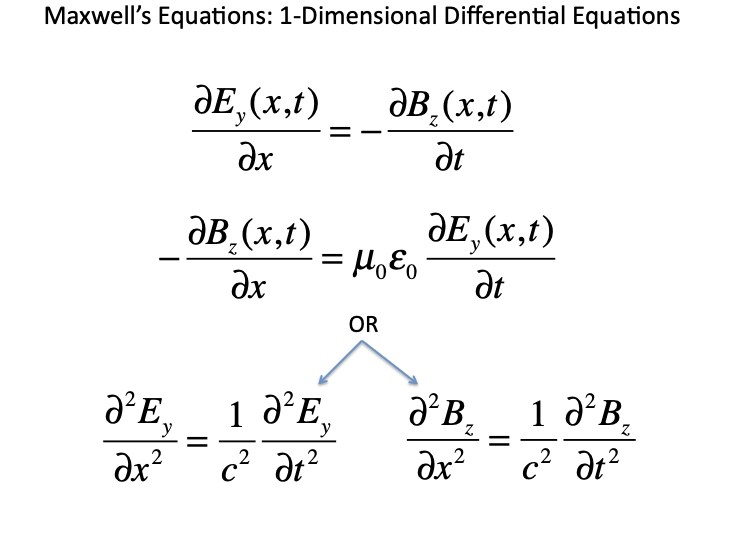 Maxwell's Equations: 1-Dimensional Differential Equations
∂E_y(x,t)/∂x = −∂B_z(x,t)/∂t
−∂B_z(x,t)/∂x = μ₀ε₀ ∂E_y(x,t)/∂t
OR
∂²E_y/∂x² = 1/c² ∂²E_y/∂t² ∂²B_z/∂x² = 1/c² ∂²B_z/∂t²